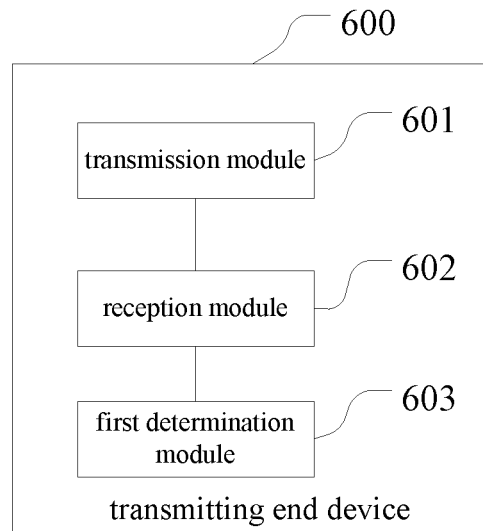 600
601
transmission module
602
reception module
603
first determination
module
transmitting end device